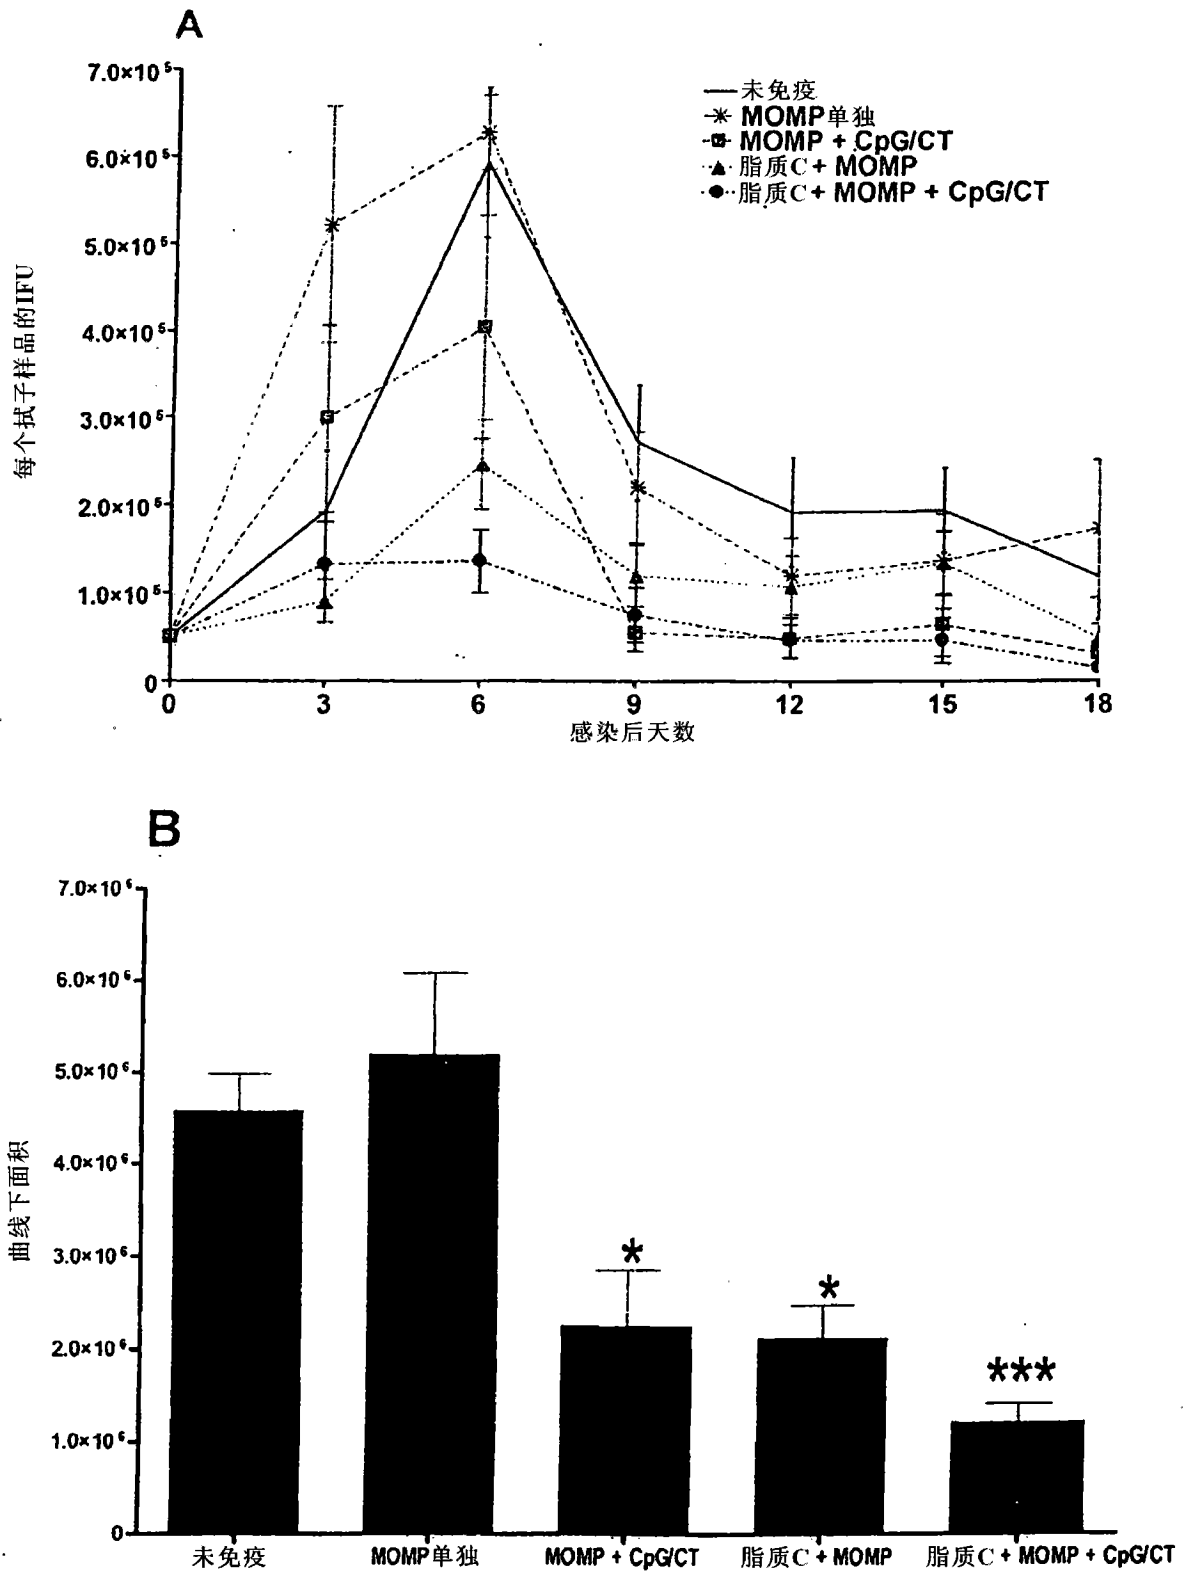 A
7.0×10⁵
6.0×10⁵
5.0×10⁵
4.0×10⁵
3.0×10⁵
2.0×10⁵
1.0×10⁵
0
每个拭子样品的IFU
未免疫
MOMP单独
MOMP + CpG/CT
脂质C + MOMP
脂质C + MOMP + CpG/CT
0 3 6 9 12 15 18
感染后天数
B
7.0×10⁶
6.0×10⁶
5.0×10⁶
4.0×10⁶
3.0×10⁶
2.0×10⁶
1.0×10⁶
0
曲线下面积
*
*
***
未免疫 MOMP单独 MOMP + CpG/CT 脂质C + MOMP 脂质C + MOMP + CpG/CT